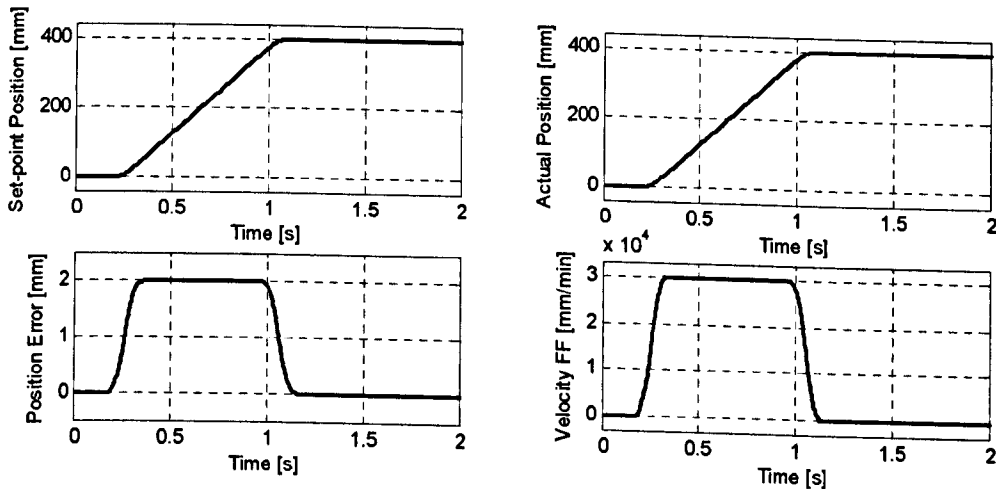 Set-point Position [mm]
400
200
0
0 0.5 1 1.5 2
Time [s]
Actual Position [mm]
400
200
0
0 0.5 1 1.5 2
Time [s]
Position Error [mm]
2
1
0
0 0.5 1 1.5 2
Time [s]
x 10^4
Velocity FF [mm/min]
3
2
1
0
0 0.5 1 1.5 2
Time [s]